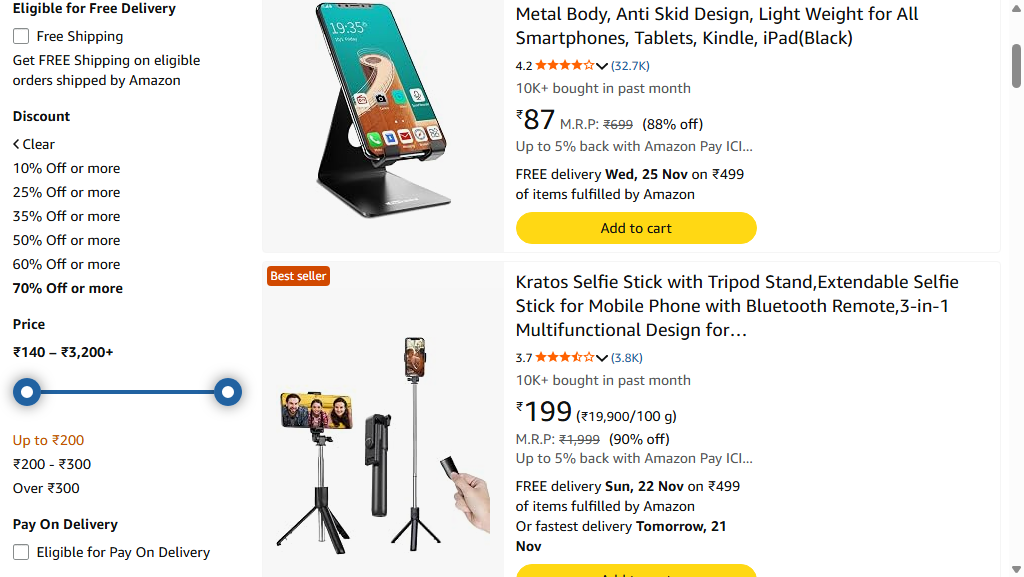 Eligible for Free Delivery
Free Shipping
Get FREE Shipping on eligible
orders shipped by Amazon
Discount
Clear
10% Off or more
25% Off or more
35% Off or more
50% Off or more
60% Off or more
70% Off or more
Price
₹140 – ₹3,200+
Up to ₹200
₹200 - ₹300
Over ₹300
Pay On Delivery
Eligible for Pay On Delivery
19:35
Metal Body, Anti Skid Design, Light Weight for All
Smartphones, Tablets, Kindle, iPad(Black)
4.2 (32.7K)
10K+ bought in past month
₹87 M.R.P: ₹699 (88% off)
Up to 5% back with Amazon Pay ICI…
FREE delivery Wed, 25 Nov on ₹499
of items fulfilled by Amazon
Add to cart
Best seller
Kratos Selfie Stick with Tripod Stand,Extendable Selfie
Stick for Mobile Phone with Bluetooth Remote,3-in-1
Multifunctional Design for…
3.7 (3.8K)
10K+ bought in past month
₹199 (₹19,900/100 g)
M.R.P: ₹1,999 (90% off)
Up to 5% back with Amazon Pay ICI…
FREE delivery Sun, 22 Nov on ₹499
of items fulfilled by Amazon
Or fastest delivery Tomorrow, 21
Nov